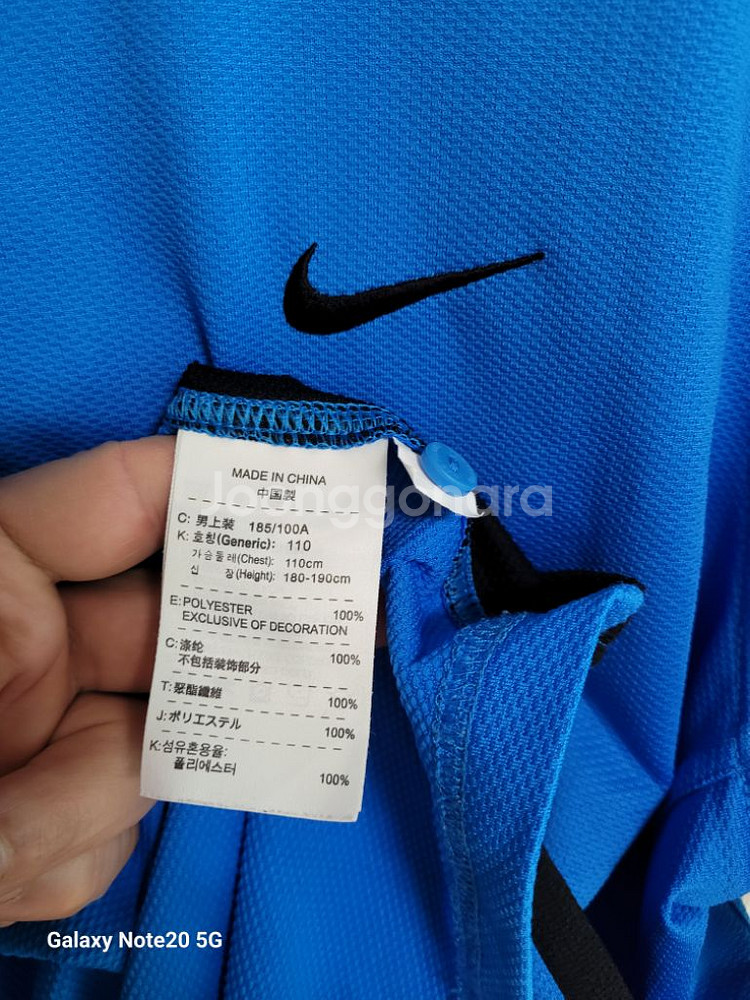 MADE IN CHINA
中国製
Joonggonara
C: 男上装 185/100A
K: 호칭(Generic): 110
가슴둘레(Chest): 110cm
신 장(Height): 180-190cm
E:POLYESTER 100%
EXCLUSIVE OF DECORATION
C:涤纶 100%
不包括装饰部分
T:聚酯纖維 100%
J:ポリエステル 100%
K:섬유혼용율:
폴리에스터 100%
Galaxy Note20 5G